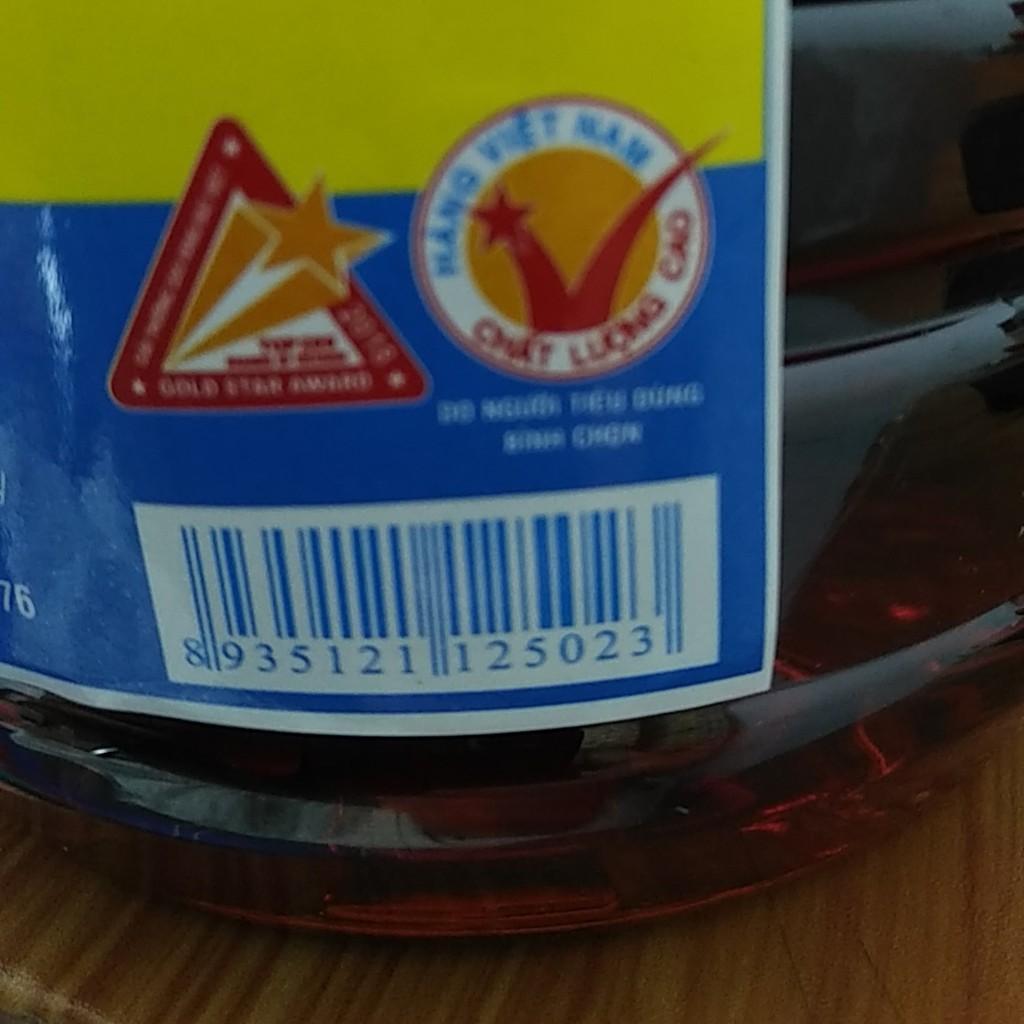 HÀNG VIỆT NAM
CHẤT LƯỢNG CAO
2010
GOLD STAR AWARD
DO NGƯỜI TIÊU DÙNG
BÌNH CHỌN
76
8 935121 125023